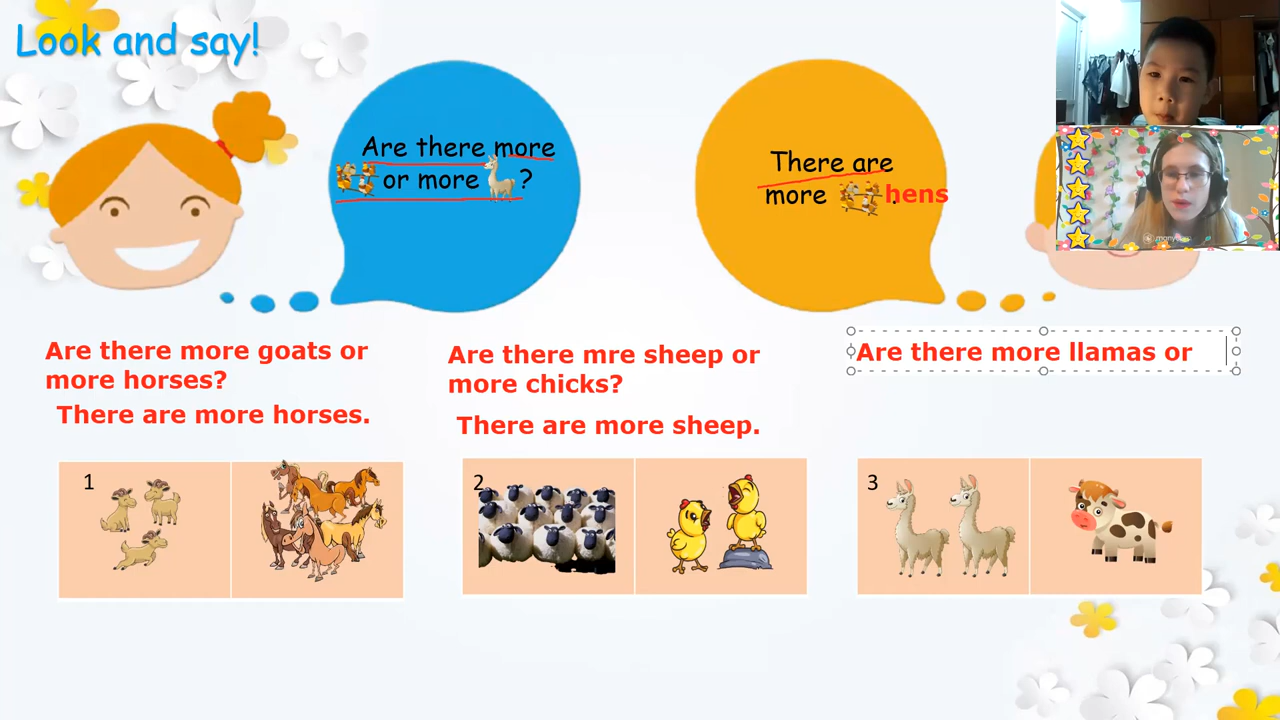 Look and say!
Are there more
or more ?
There are
more .
hens
Are there more goats or
more horses?
There are more horses.
Are there mre sheep or
more chicks?
There are more sheep.
Are there more llamas or
1
2
3